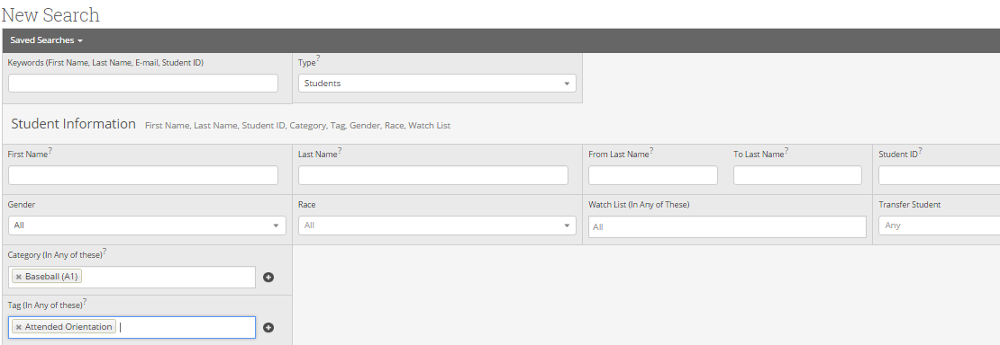 New Search
Saved Searches
Keywords (First Name, Last Name, E-mail, Student ID) Type?
Students
Student Information First Name, Last Name, Student ID, Category, Tag, Gender, Race, Watch List
First Name? Last Name? From Last Name? To Last Name? Student ID?
Gender Race Watch List (In Any of These) Transfer Student
All All All Any
Category (In Any of these)?
× Baseball (A1)
Tag (In Any of these)?
× Attended Orientation